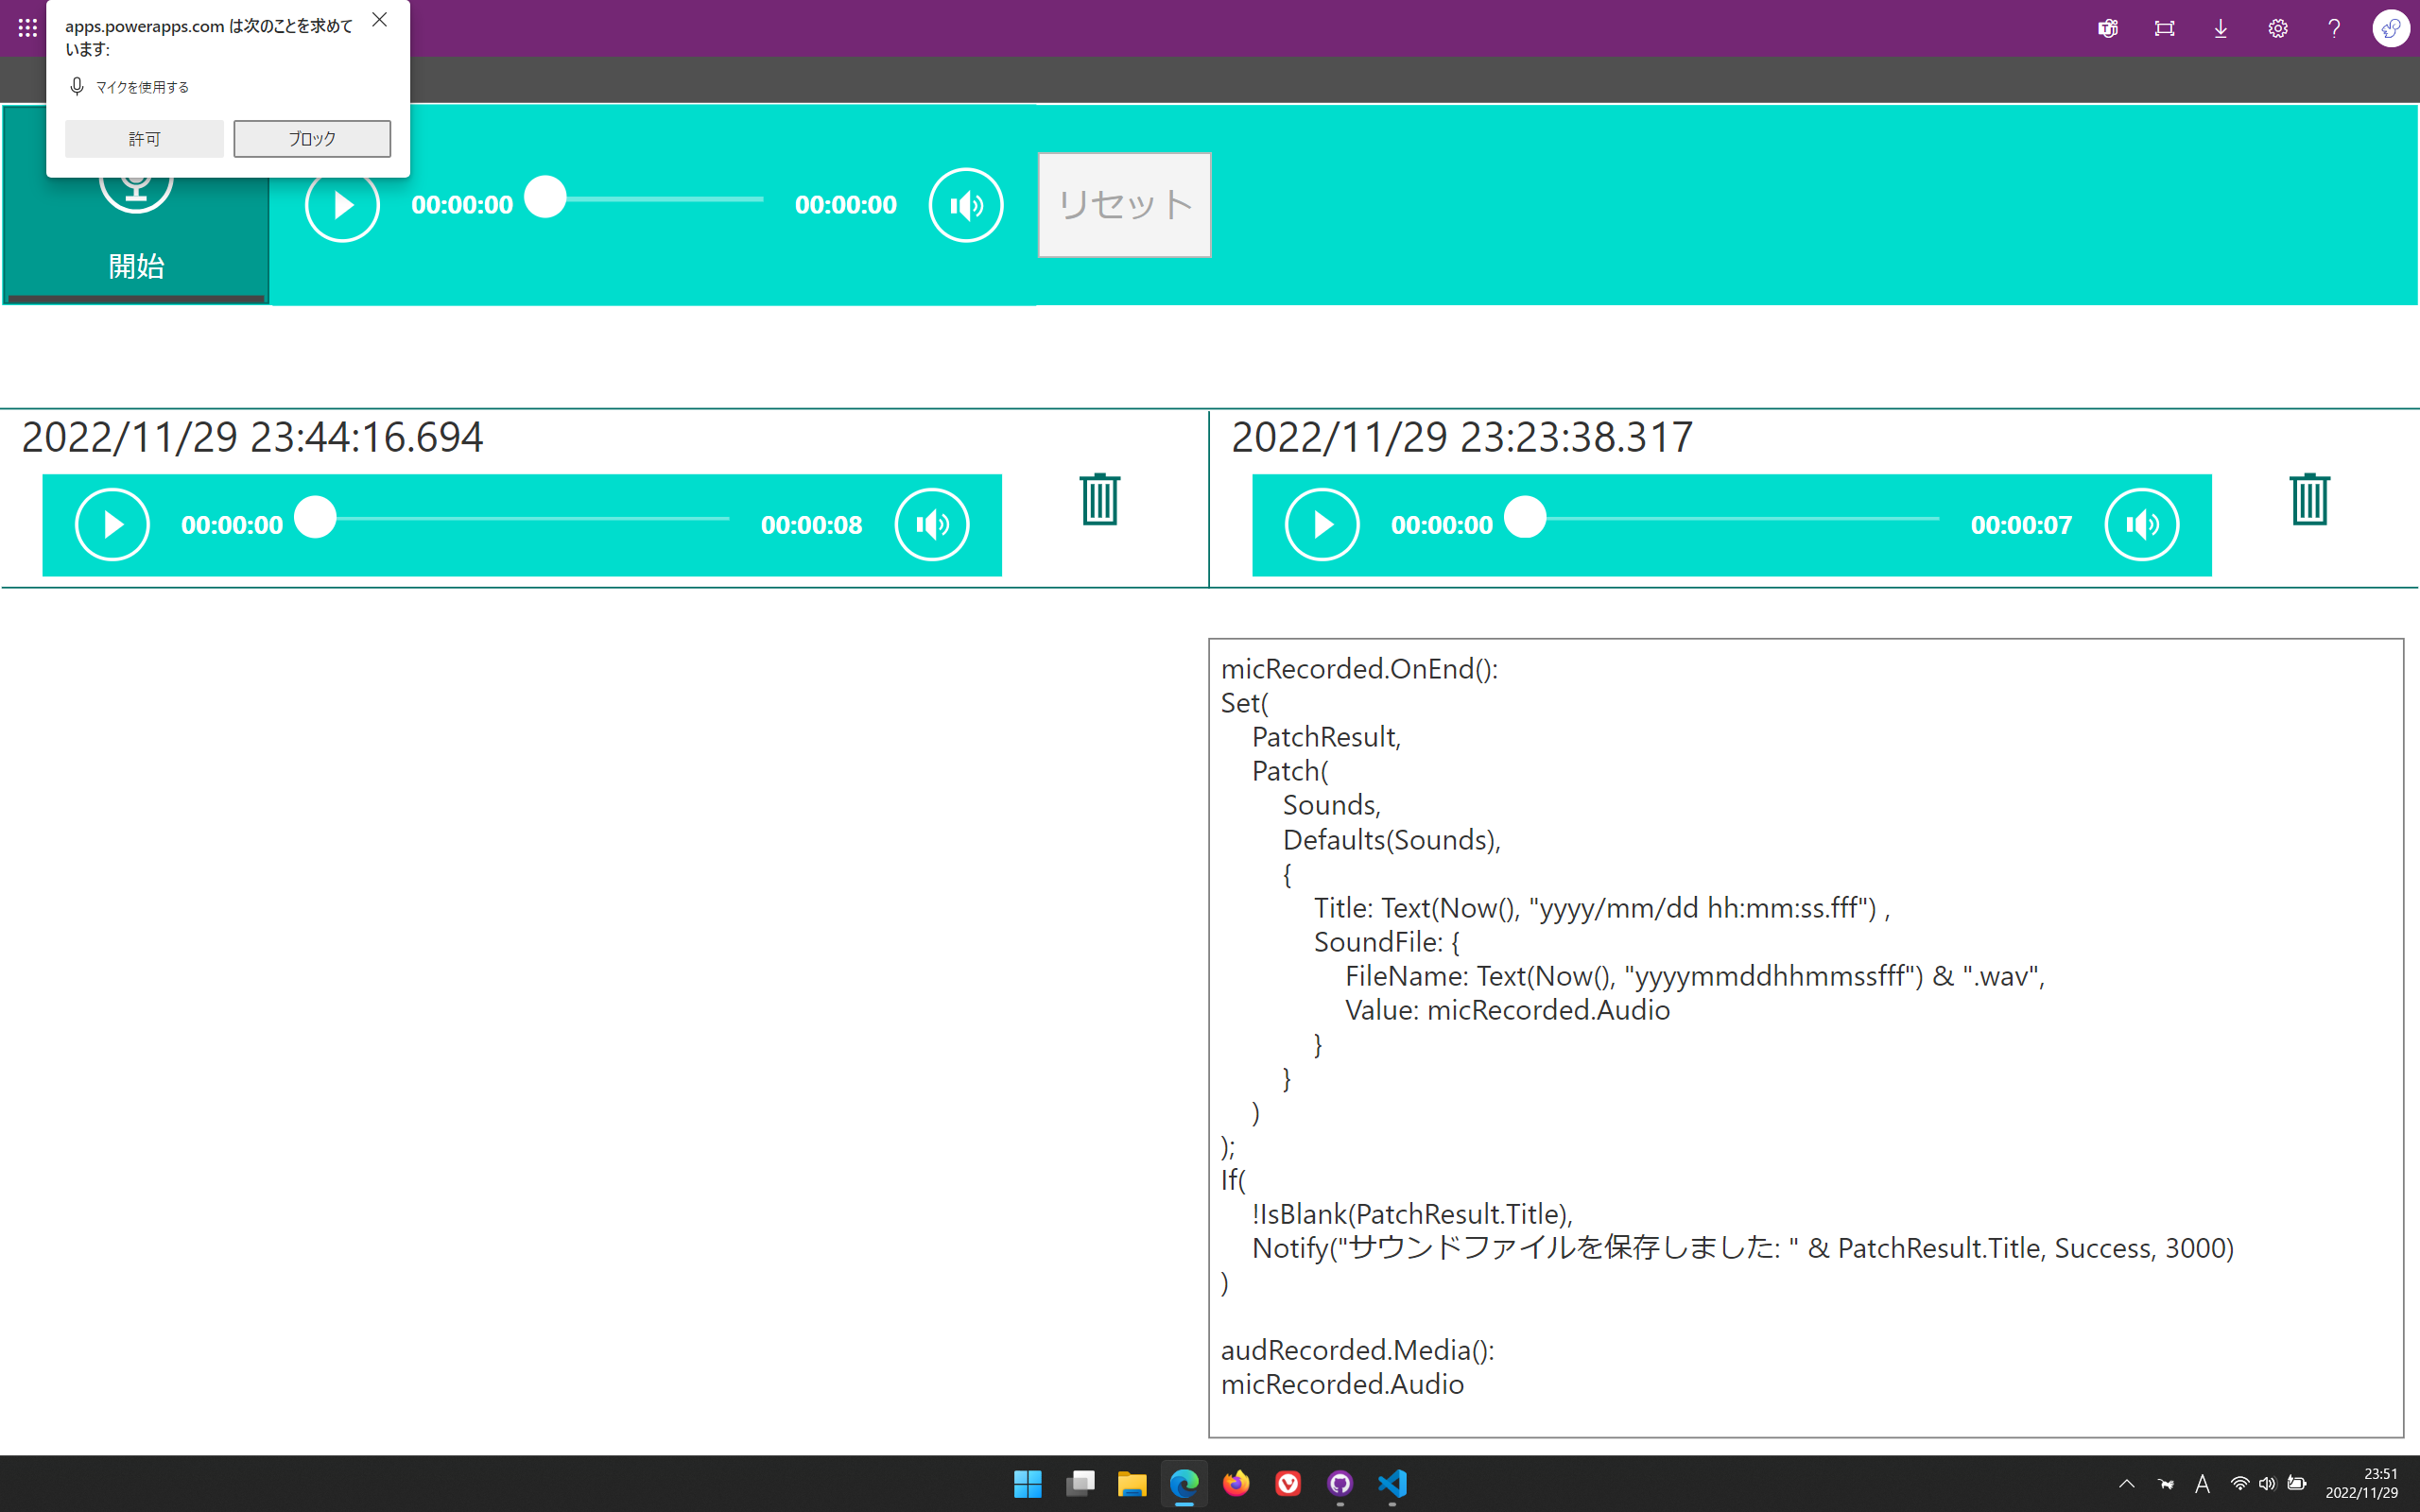 apps.powerapps.com は次のことを求めて
います:
マイクを使用する
許可
ブロック
開始
00:00:00
00:00:00
リセット
2022/11/29 23:44:16.694
00:00:00
00:00:08
2022/11/29 23:23:38.317
00:00:00
00:00:07
micRecorded.OnEnd():
Set(
    PatchResult,
    Patch(
        Sounds,
        Defaults(Sounds),
        {
            Title: Text(Now(), "yyyy/mm/dd hh:mm:ss.fff") ,
            SoundFile: {
                FileName: Text(Now(), "yyyymmddhhmmssfff") & ".wav",
                Value: micRecorded.Audio
            }
        }
    )
);
If(
    !IsBlank(PatchResult.Title),
    Notify("サウンドファイルを保存しました: " & PatchResult.Title, Success, 3000)
)
audRecorded.Media():
micRecorded.Audio
A
23:51
2022/11/29